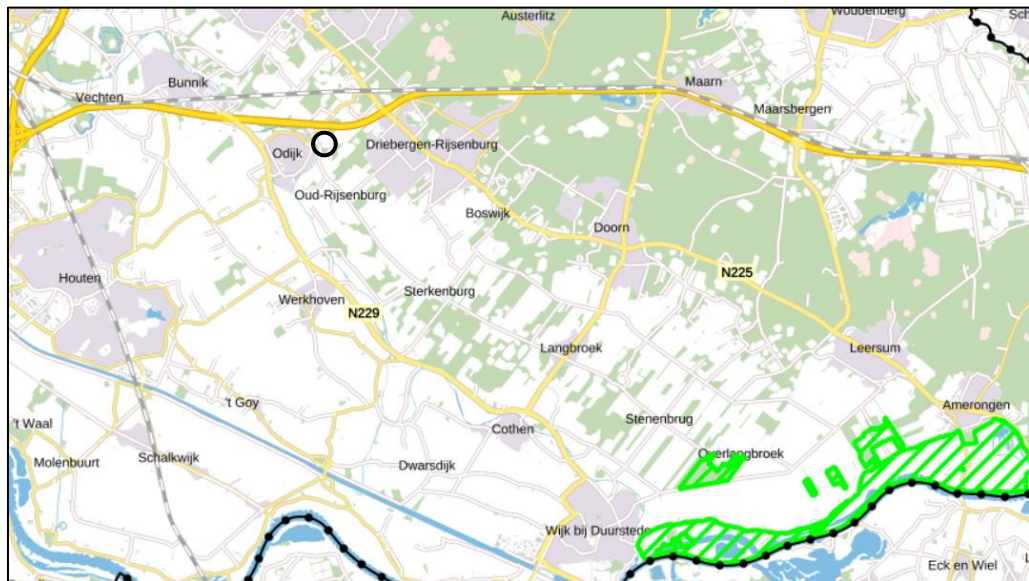 Austerlitz
Woudenberg
Bunnik
Maarn
Vechten
Maarsbergen
Driebergen-Rijsenburg
Odijk
Oud-Rijsenburg
Boswijk
Doorn
Houten
N225
Sterkenburg
Werkhoven
N229
Langbroek
Leersum
't Goy
Amerongen
't Waal
Stenenbrug
Cothen
Overlangbroek
Molenbuurt
Schalkwijk
Dwarsdijk
Wijk bij Duurstede
Eck en Wiel